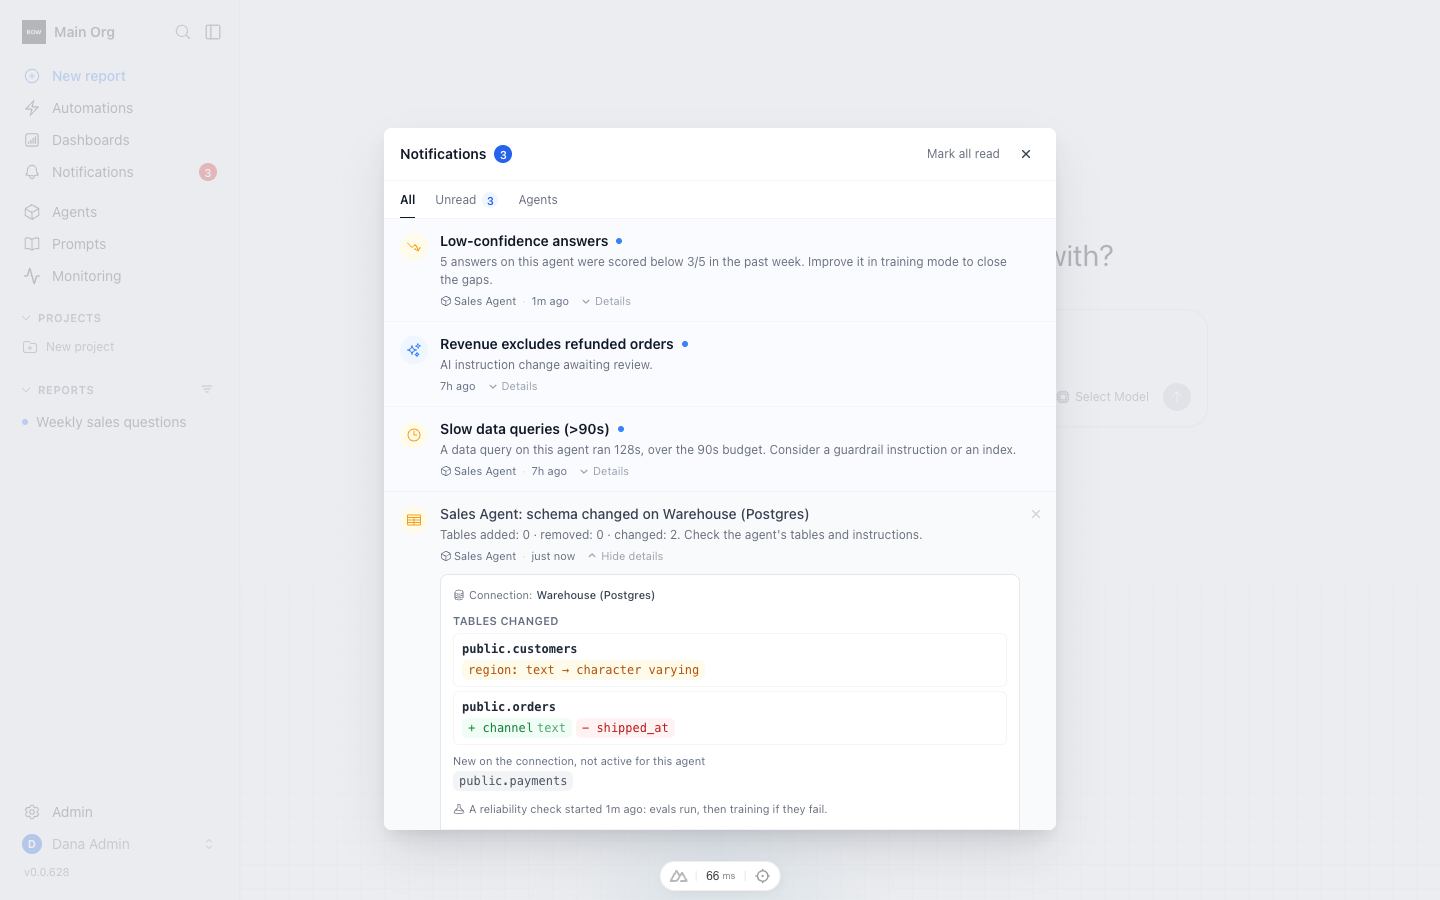 BOW Main Org
New report
Automations
Dashboards
Notifications 3
Agents
Prompts
Monitoring
PROJECTS
New project
REPORTS
Weekly sales questions
Admin
D Dana Admin
v0.0.628
with?
Select Model
Notifications 3
Mark all read
All Unread 3 Agents
Low-confidence answers
5 answers on this agent were scored below 3/5 in the past week. Improve it in training mode to close
the gaps.
Sales Agent · 1m ago Details
Revenue excludes refunded orders
AI instruction change awaiting review.
7h ago Details
Slow data queries (>90s)
A data query on this agent ran 128s, over the 90s budget. Consider a guardrail instruction or an index.
Sales Agent · 7h ago Details
Sales Agent: schema changed on Warehouse (Postgres)
Tables added: 0 · removed: 0 · changed: 2. Check the agent's tables and instructions.
Sales Agent · just now Hide details
Connection: Warehouse (Postgres)
TABLES CHANGED
public.customers
region: text → character varying
public.orders
+ channel text − shipped_at
New on the connection, not active for this agent
public.payments
A reliability check started 1m ago: evals run, then training if they fail.
66 ms